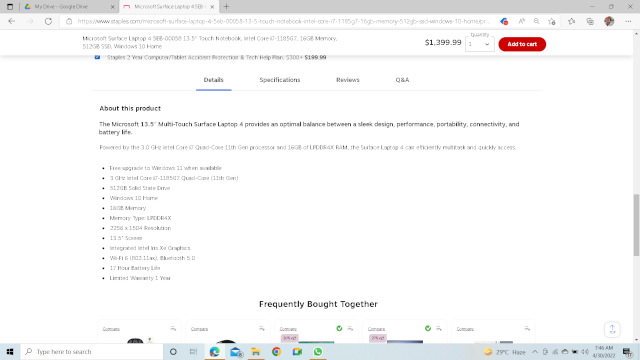 My Drive - Google Drive
Microsoft Surface Laptop 4 5BB-0
https://www.staples.com/microsoft-surface-laptop-4-5eb-00058-13-5-touch-notebook-intel-core-i7-1185g7-16gb-memory-512gb-ssd-windows-10-home/pr...
Microsoft Surface Laptop 4 5BB-00058 13.5" Touch Notebook, Intel Core i7-1185G7, 16GB Memory,
512GB SSD, Windows 10 Home
$1,399.99
Quantity
1
Add to cart
Staples 2 Year Computer/Tablet Accident Protection & Tech Help Plan, $300+ $199.99
Details
Specifications
Reviews
Q&A
About this product
The Microsoft 13.5" Multi-Touch Surface Laptop 4 provides an optimal balance between a sleek design, performance, portability, connectivity, and
battery life.
Powered by the 3.0 GHz Intel Core i7 Quad-Core 11th Gen processor and 16GB of LPDDR4X RAM, the Surface Laptop 4 can efficiently multitask and quickly access
Free upgrade to Windows 11 when available
3 GHz Intel Core i7-1185G7 Quad-Core (11th Gen)
512GB Solid State Drive
Windows 10 Home
16GB Memory
Memory Type: LPDDR4X
2256 x 1504 Resolution
13.5" Screen
Integrated Intel Iris Xe Graphics
Wi-Fi 6 (802.11ax), Bluetooth 5.0
17 Hour Battery Life
Limited Warranty 1 Year
Frequently Bought Together
Compare
Compare
Compare
Compare
Compare
Type here to search
29°C Haze
7:46 AM
4/30/2022